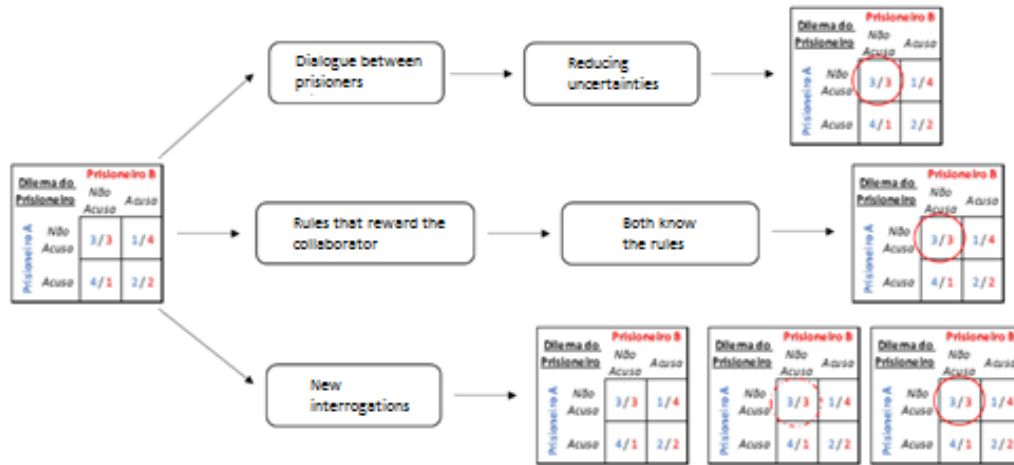 Dilema do Prisioneiro
Prisioneiro B
Não Acusa
Acusa
Prisioneiro A
Não Acusa
3/3
1/4
Acusa
4/1
2/2
Dialogue between
prisioners
Reducing
uncertainties
Dilema do Prisioneiro
Prisioneiro B
Não Acusa
Acusa
Prisioneiro A
Não Acusa
3/3
1/4
Acusa
4/1
2/2
Rules that reward the
collaborator
Both know
the rules
Dilema do Prisioneiro
Prisioneiro B
Não Acusa
Acusa
Prisioneiro A
Não Acusa
3/3
1/4
Acusa
4/1
2/2
New
interrogations
Dilema do Prisioneiro
Prisioneiro B
Não Acusa
Acusa
Prisioneiro A
Não Acusa
3/3
1/4
Acusa
4/1
2/2
Dilema do Prisioneiro
Prisioneiro B
Não Acusa
Acusa
Prisioneiro A
Não Acusa
3/3
1/4
Acusa
4/1
2/2
Dilema do Prisioneiro
Prisioneiro B
Não Acusa
Acusa
Prisioneiro A
Não Acusa
3/3
1/4
Acusa
4/1
2/2